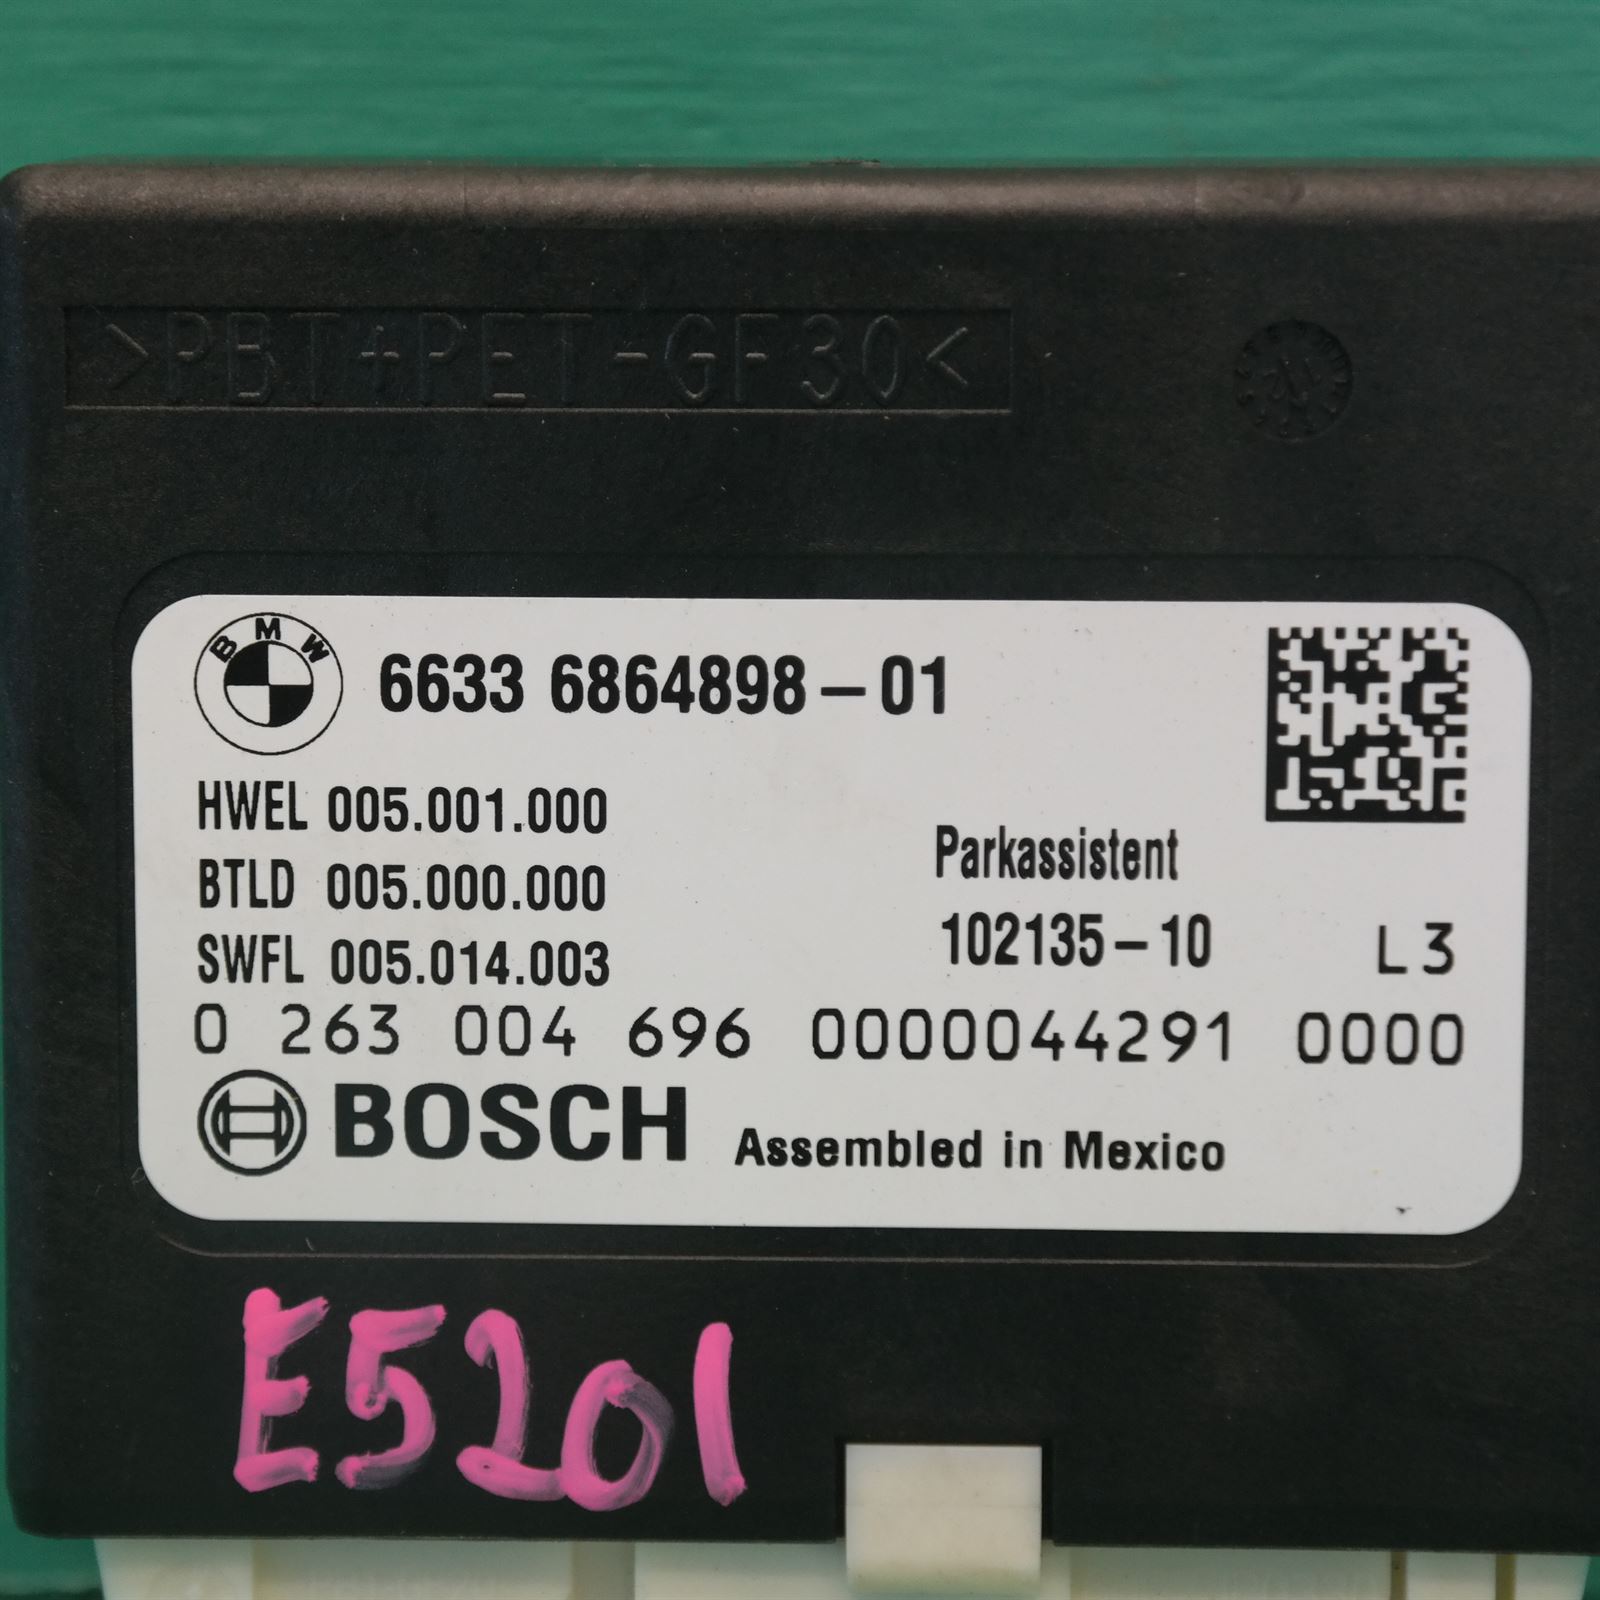 >PBT+PET-GF30<
BMW
6633 6864898-01
HWEL 005.001.000
BTLD 005.000.000
SWFL 005.014.003
Parkassistent
102135-10 L3
0 263 004 696 0000044291 0000
BOSCH Assembled in Mexico
E5201